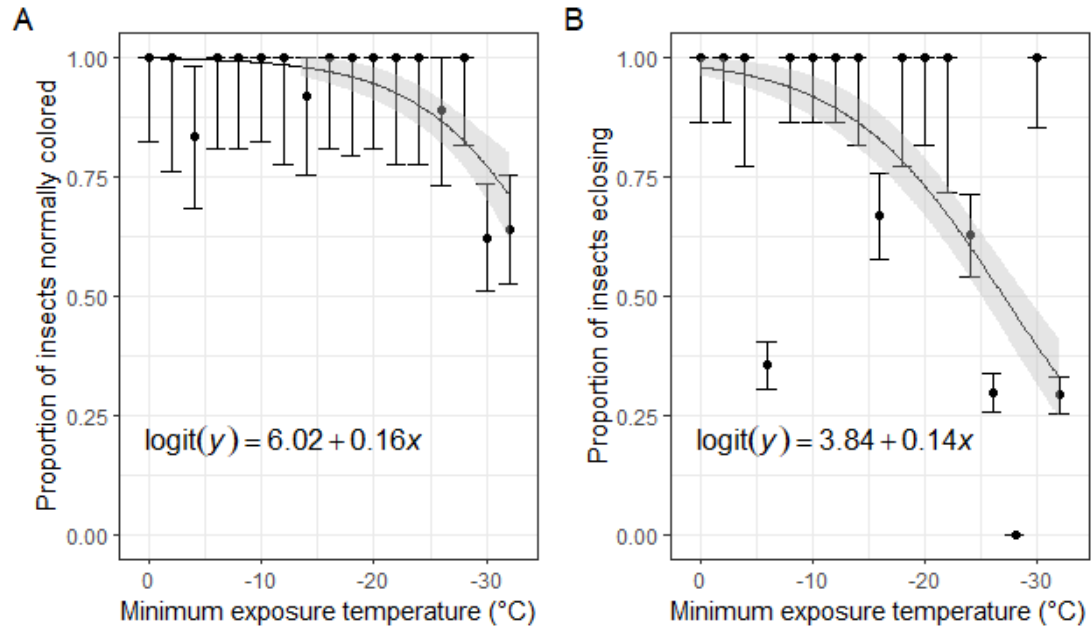 A
Proportion of insects normally colored
1.00
0.75
0.50
0.25
0.00
logit(y) = 6.02 + 0.16x
0
-10
-20
-30
Minimum exposure temperature (°C)
B
Proportion of insects eclosing
1.00
0.75
0.50
0.25
0.00
logit(y) = 3.84 + 0.14x
0
-10
-20
-30
Minimum exposure temperature (°C)